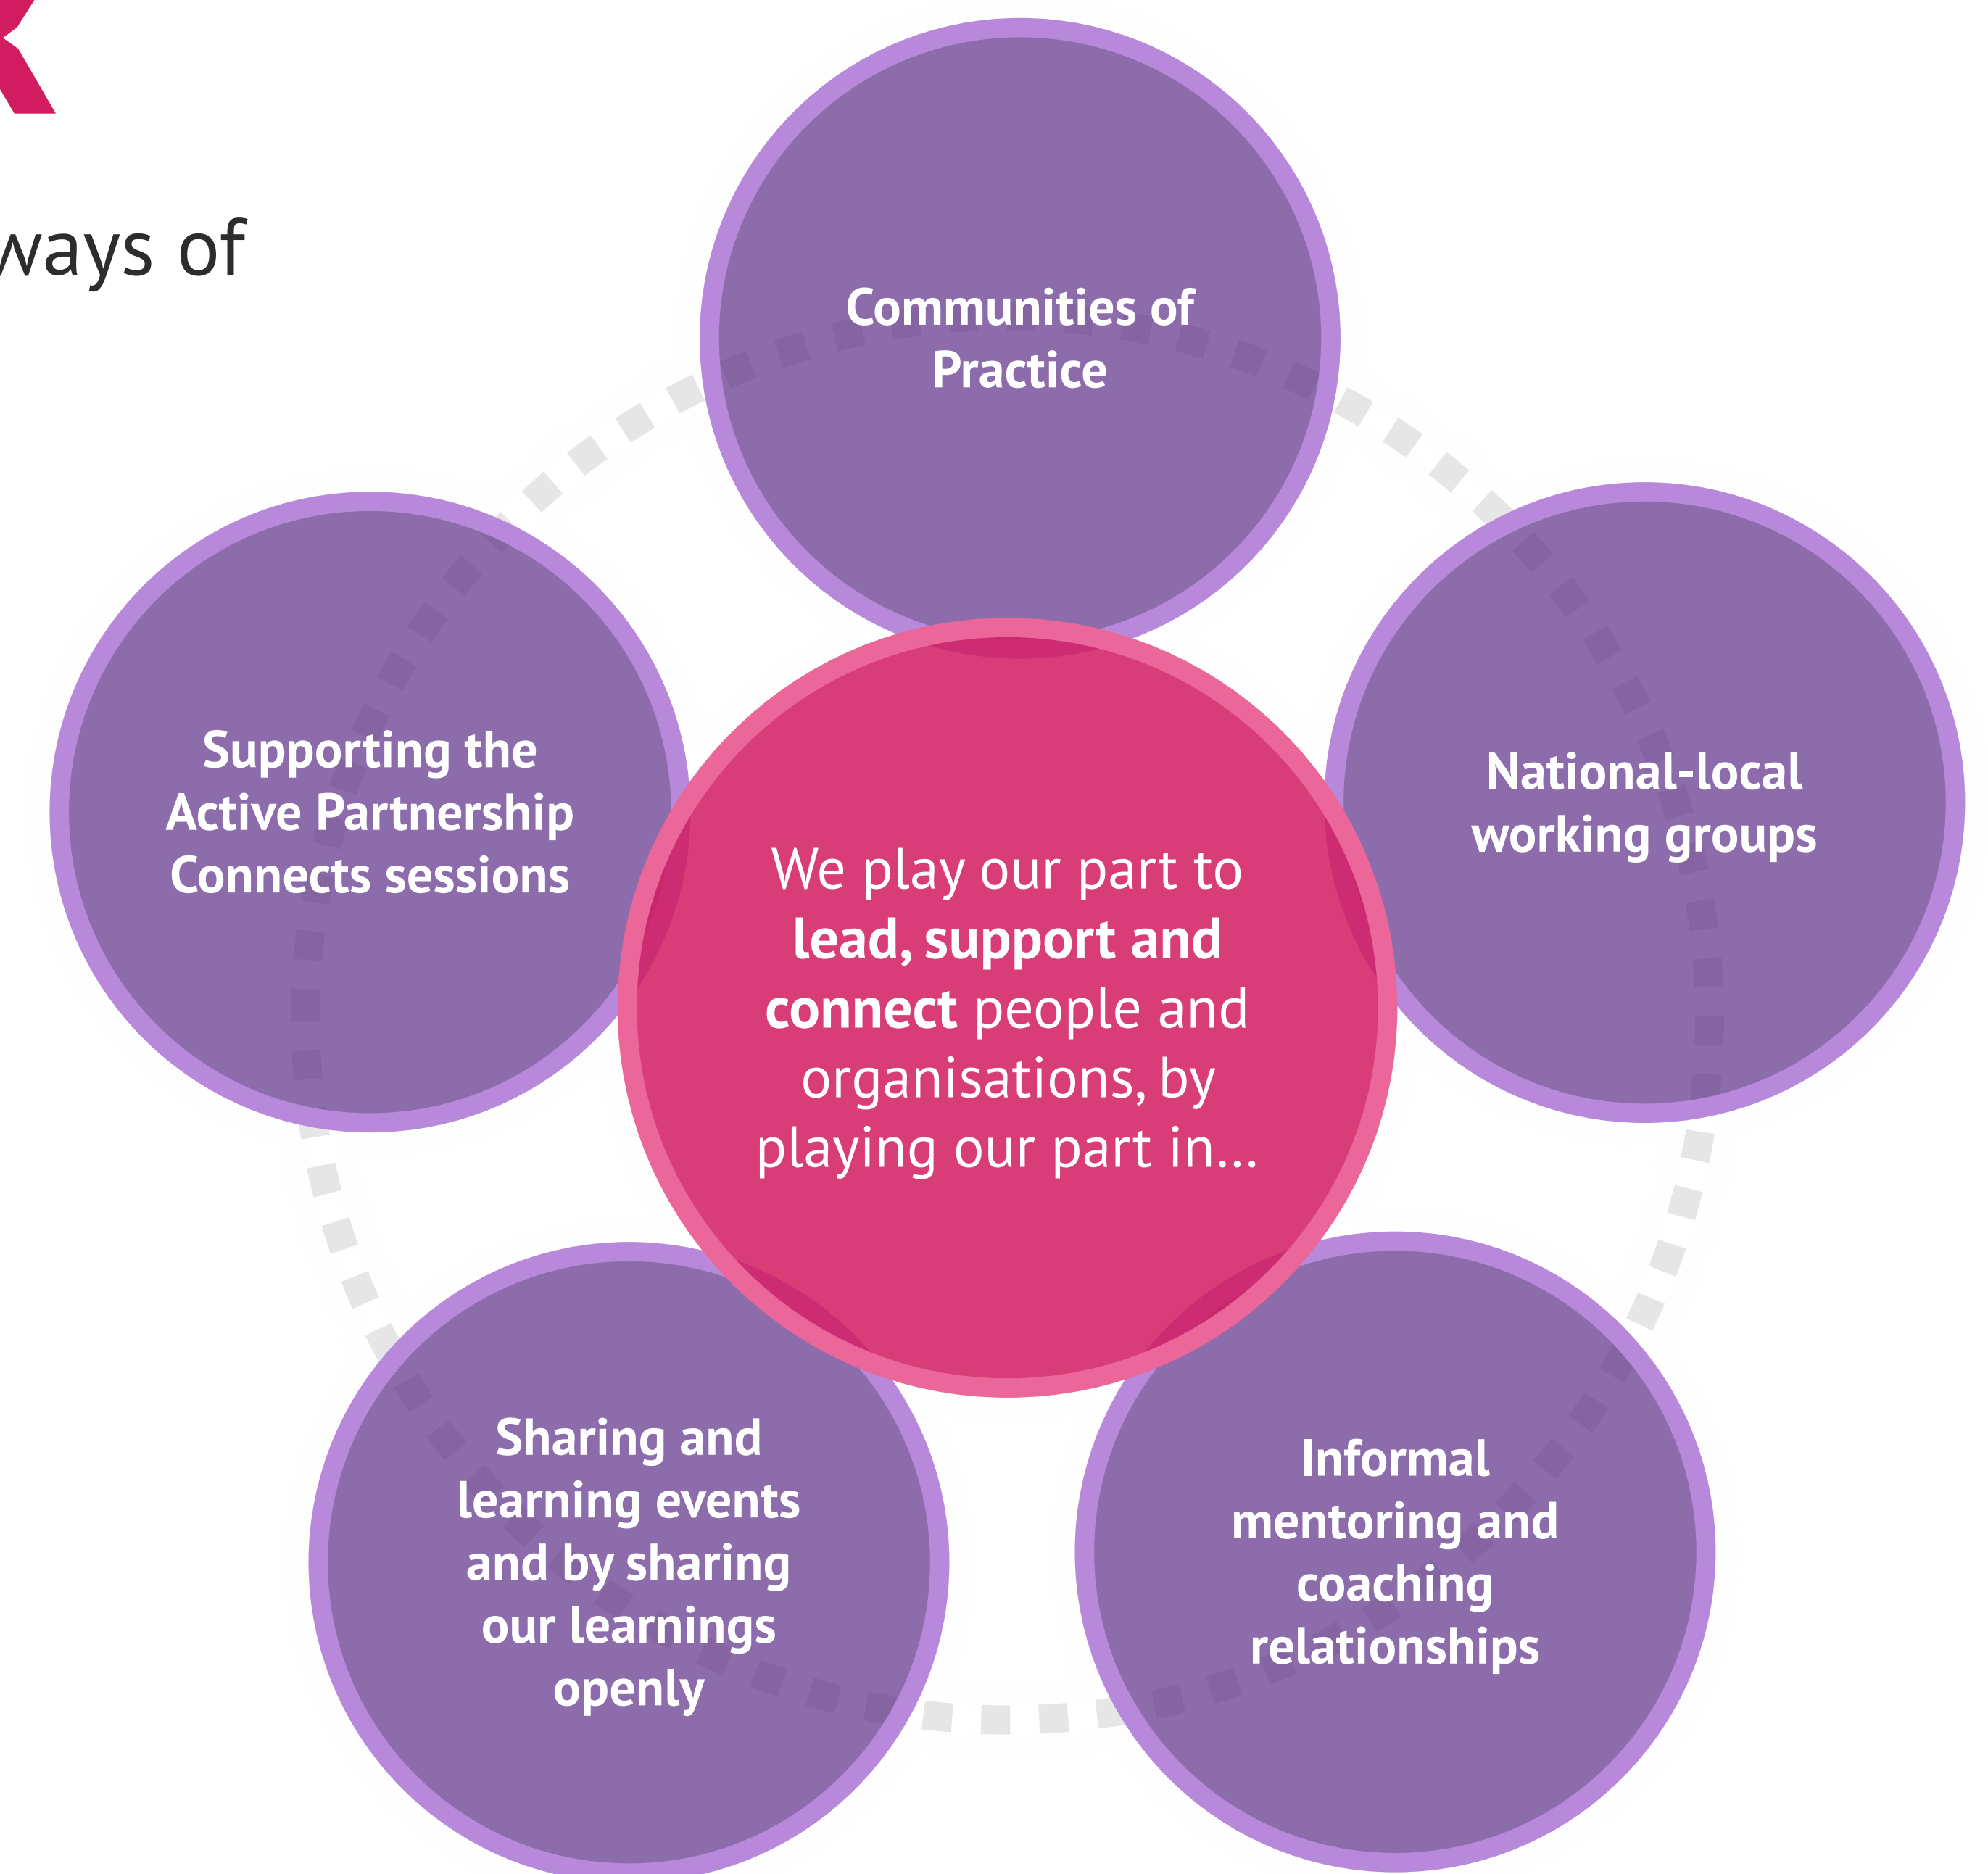 ways of
Communities of
Practice
Supporting the
Active Partnership
Connects sessions
National-local
working groups
We play our part to
lead, support and
connect people and
organisations, by
playing our part in...
Sharing and
learning events
and by sharing
our learnings
openly
Informal
mentoring and
coaching
relationships